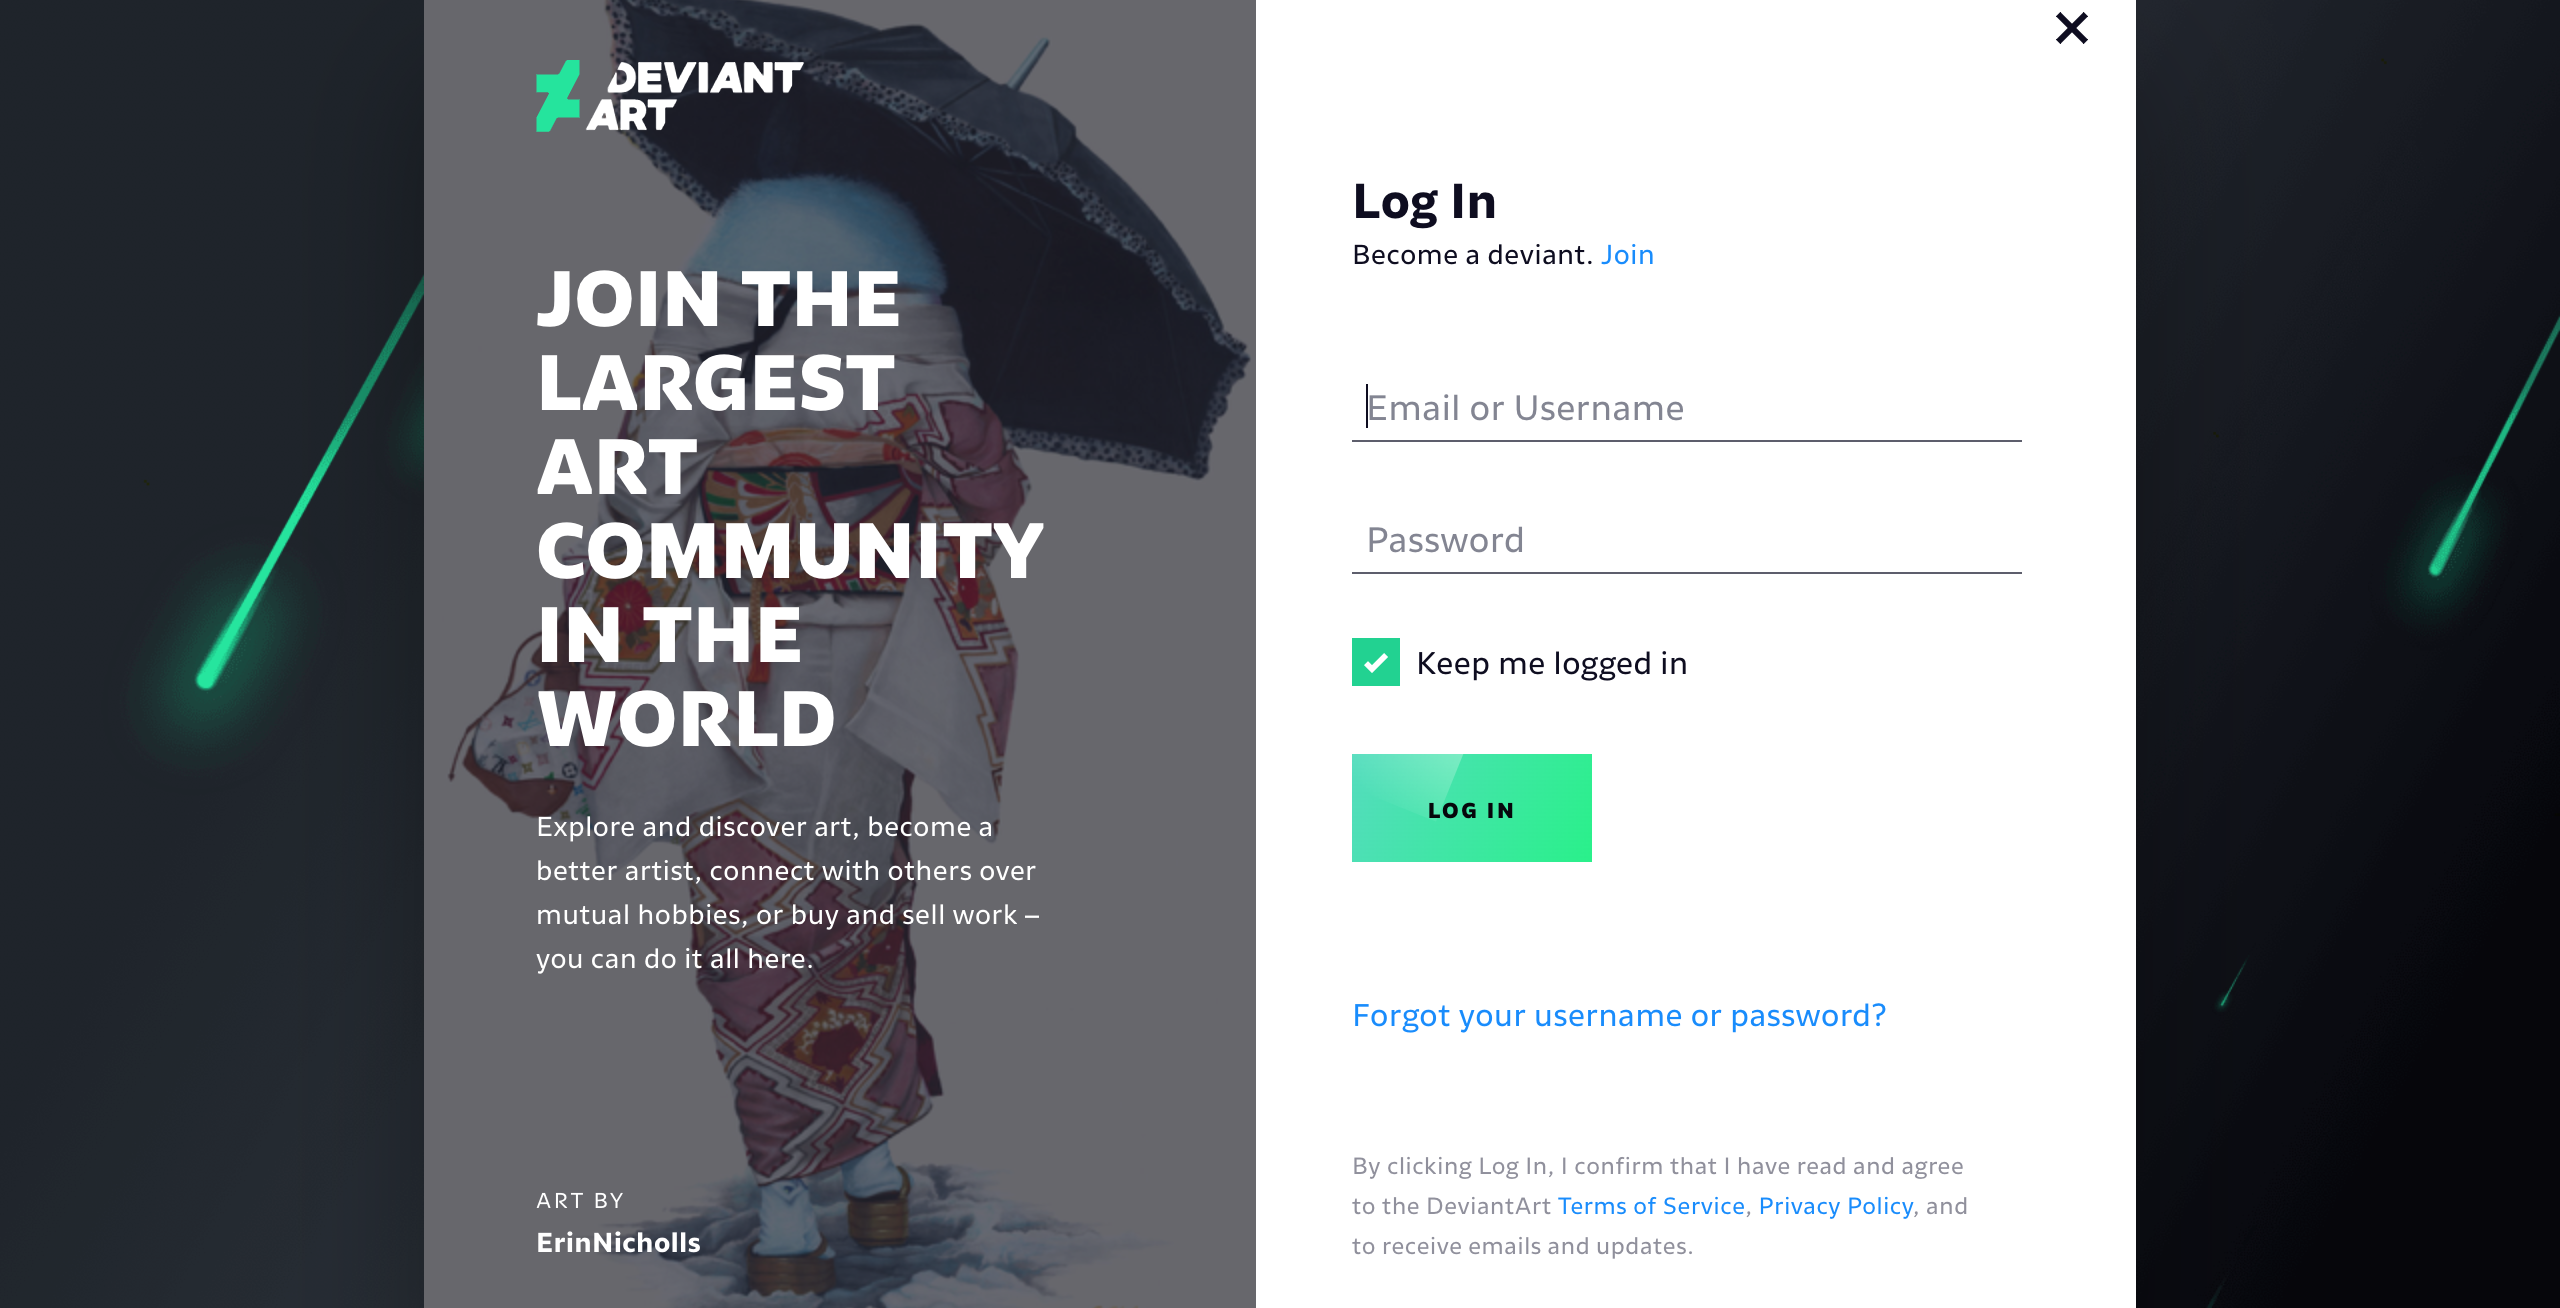 DEVIANT
ART
JOIN THE
LARGEST
ART
COMMUNITY
IN THE
WORLD
Explore and discover art, become a
better artist, connect with others over
mutual hobbies, or buy and sell work –
you can do it all here.
ART BY
ErinNicholls
Log In
Become a deviant. Join
Email or Username
Password
Keep me logged in
LOG IN
Forgot your username or password?
By clicking Log In, I confirm that I have read and agree
to the DeviantArt Terms of Service, Privacy Policy, and
to receive emails and updates.